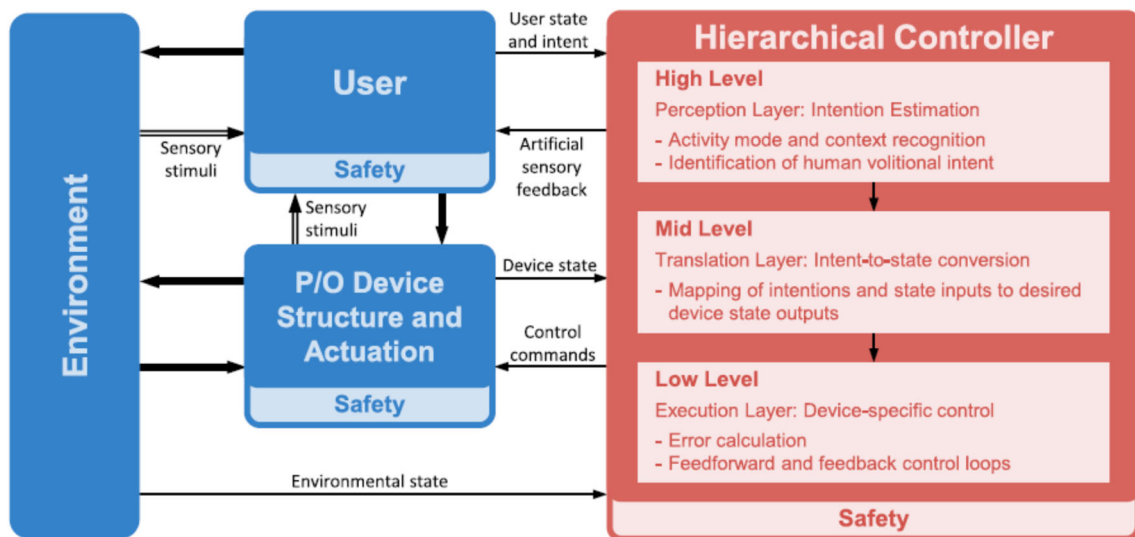 Environment
User
Safety
Sensory
stimuli
Sensory
stimuli
P/O Device
Structure and
Actuation
Safety
User state
and intent
Artificial
sensory
feedback
Device state
Control
commands
Environmental state
Hierarchical Controller
High Level
Perception Layer: Intention Estimation
- Activity mode and context recognition
- Identification of human volitional intent
Mid Level
Translation Layer: Intent-to-state conversion
- Mapping of intentions and state inputs to desired
device state outputs
Low Level
Execution Layer: Device-specific control
- Error calculation
- Feedforward and feedback control loops
Safety